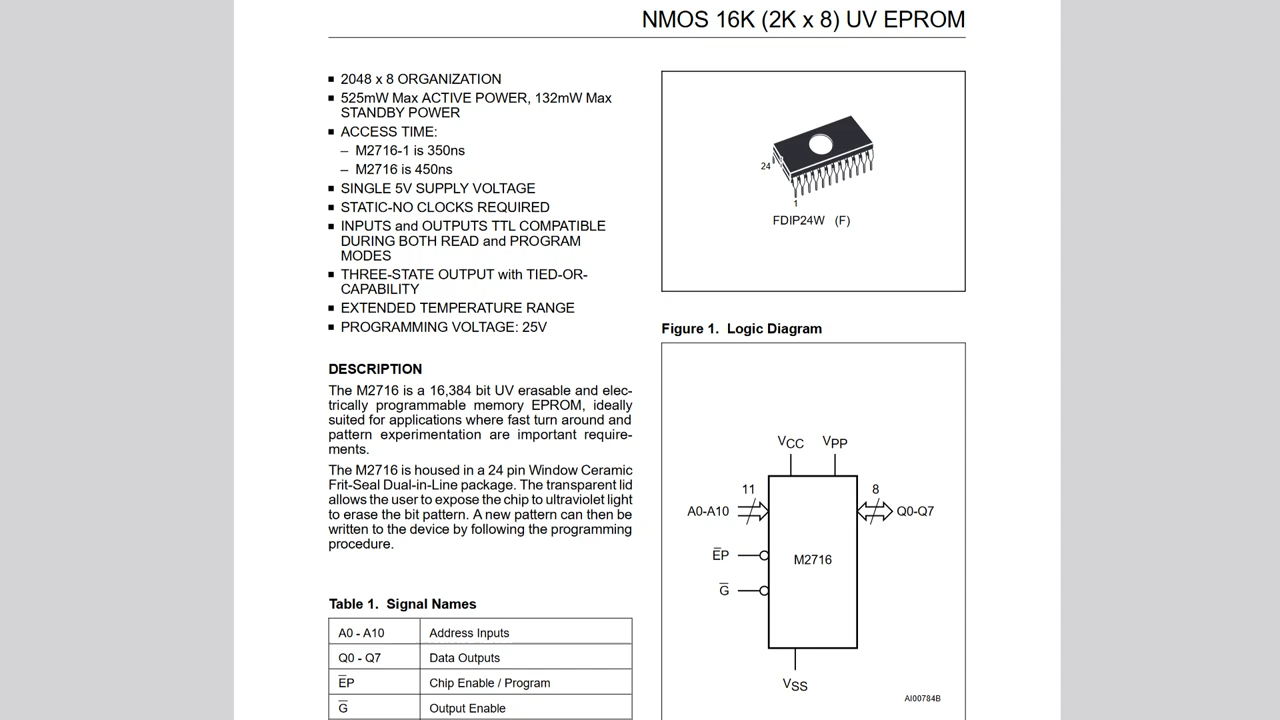 NMOS 16K (2K x 8) UV EPROM
■ 2048 x 8 ORGANIZATION
■ 525mW Max ACTIVE POWER, 132mW Max
STANDBY POWER
■ ACCESS TIME:
– M2716-1 is 350ns
– M2716 is 450ns
■ SINGLE 5V SUPPLY VOLTAGE
■ STATIC-NO CLOCKS REQUIRED
■ INPUTS and OUTPUTS TTL COMPATIBLE
DURING BOTH READ and PROGRAM
MODES
■ THREE-STATE OUTPUT with TIED-OR-
CAPABILITY
■ EXTENDED TEMPERATURE RANGE
■ PROGRAMMING VOLTAGE: 25V
DESCRIPTION
The M2716 is a 16,384 bit UV erasable and elec-
trically programmable memory EPROM, ideally
suited for applications where fast turn around and
pattern experimentation are important require-
ments.
The M2716 is housed in a 24 pin Window Ceramic
Frit-Seal Dual-in-Line package. The transparent lid
allows the user to expose the chip to ultraviolet light
to erase the bit pattern. A new pattern can then be
written to the device by following the programming
procedure.
Table 1. Signal Names
A0 - A10 Address Inputs
Q0 - Q7 Data Outputs
E̅P Chip Enable / Program
G̅ Output Enable
24
1
FDIP24W (F)
Figure 1. Logic Diagram
VCC VPP
11 8
A0-A10 Q0-Q7
E̅P
M2716
G̅
VSS
AI00784B